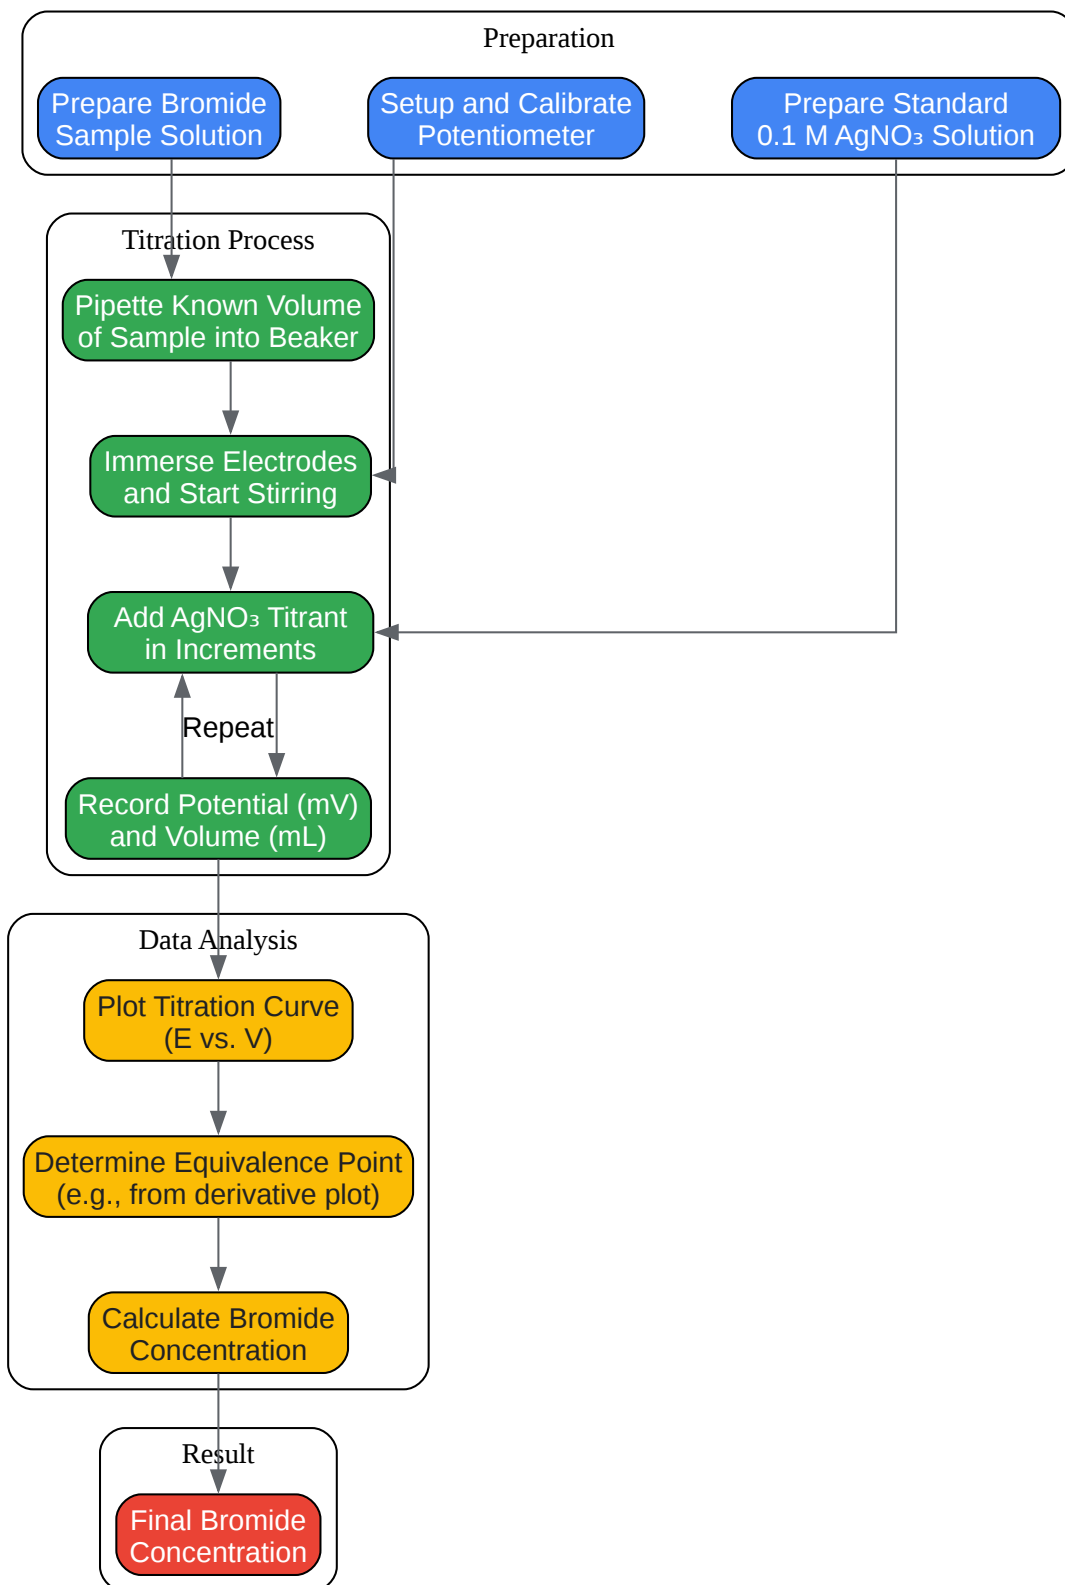 Preparation
Prepare Bromide
Sample Solution
Setup and Calibrate
Potentiometer
Prepare Standard
0.1 M AgNO₃ Solution
Titration Process
Pipette Known Volume
of Sample into Beaker
Immerse Electrodes
and Start Stirring
Add AgNO₃ Titrant
in Increments
Repeat
Record Potential (mV)
and Volume (mL)
Data Analysis
Plot Titration Curve
(E vs. V)
Determine Equivalence Point
(e.g., from derivative plot)
Calculate Bromide
Concentration
Result
Final Bromide
Concentration